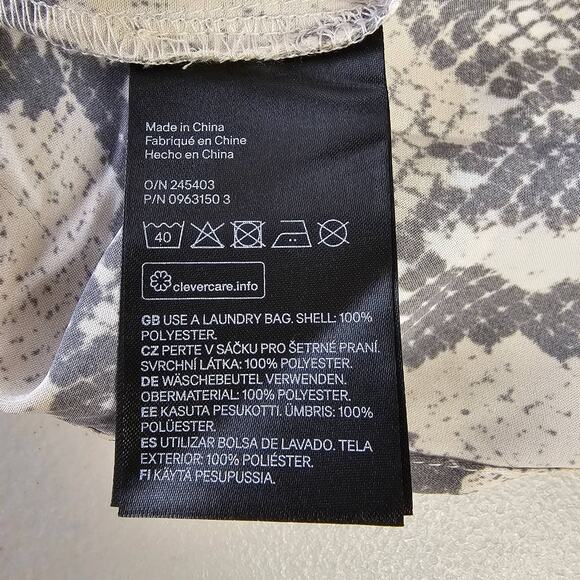 Made in China
Fabriqué en Chine
Hecho en China
O/N 245403
P/N 0963150 3
40
clevercare.info
GB USE A LAUNDRY BAG. SHELL: 100%
POLYESTER.
CZ PERTE V SÁČKU PRO ŠETRNÉ PRANÍ.
SVRCHNÍ LÁTKA: 100% POLYESTER.
DE WÄSCHEBEUTEL VERWENDEN.
OBERMATERIAL: 100% POLYESTER.
EE KASUTA PESUKOTTI. ÜMBRIS: 100%
POLÜESTER.
ES UTILIZAR BOLSA DE LAVADO. TELA
EXTERIOR: 100% POLIÉSTER.
FI KÄYTÄ PESUPUSSIA.